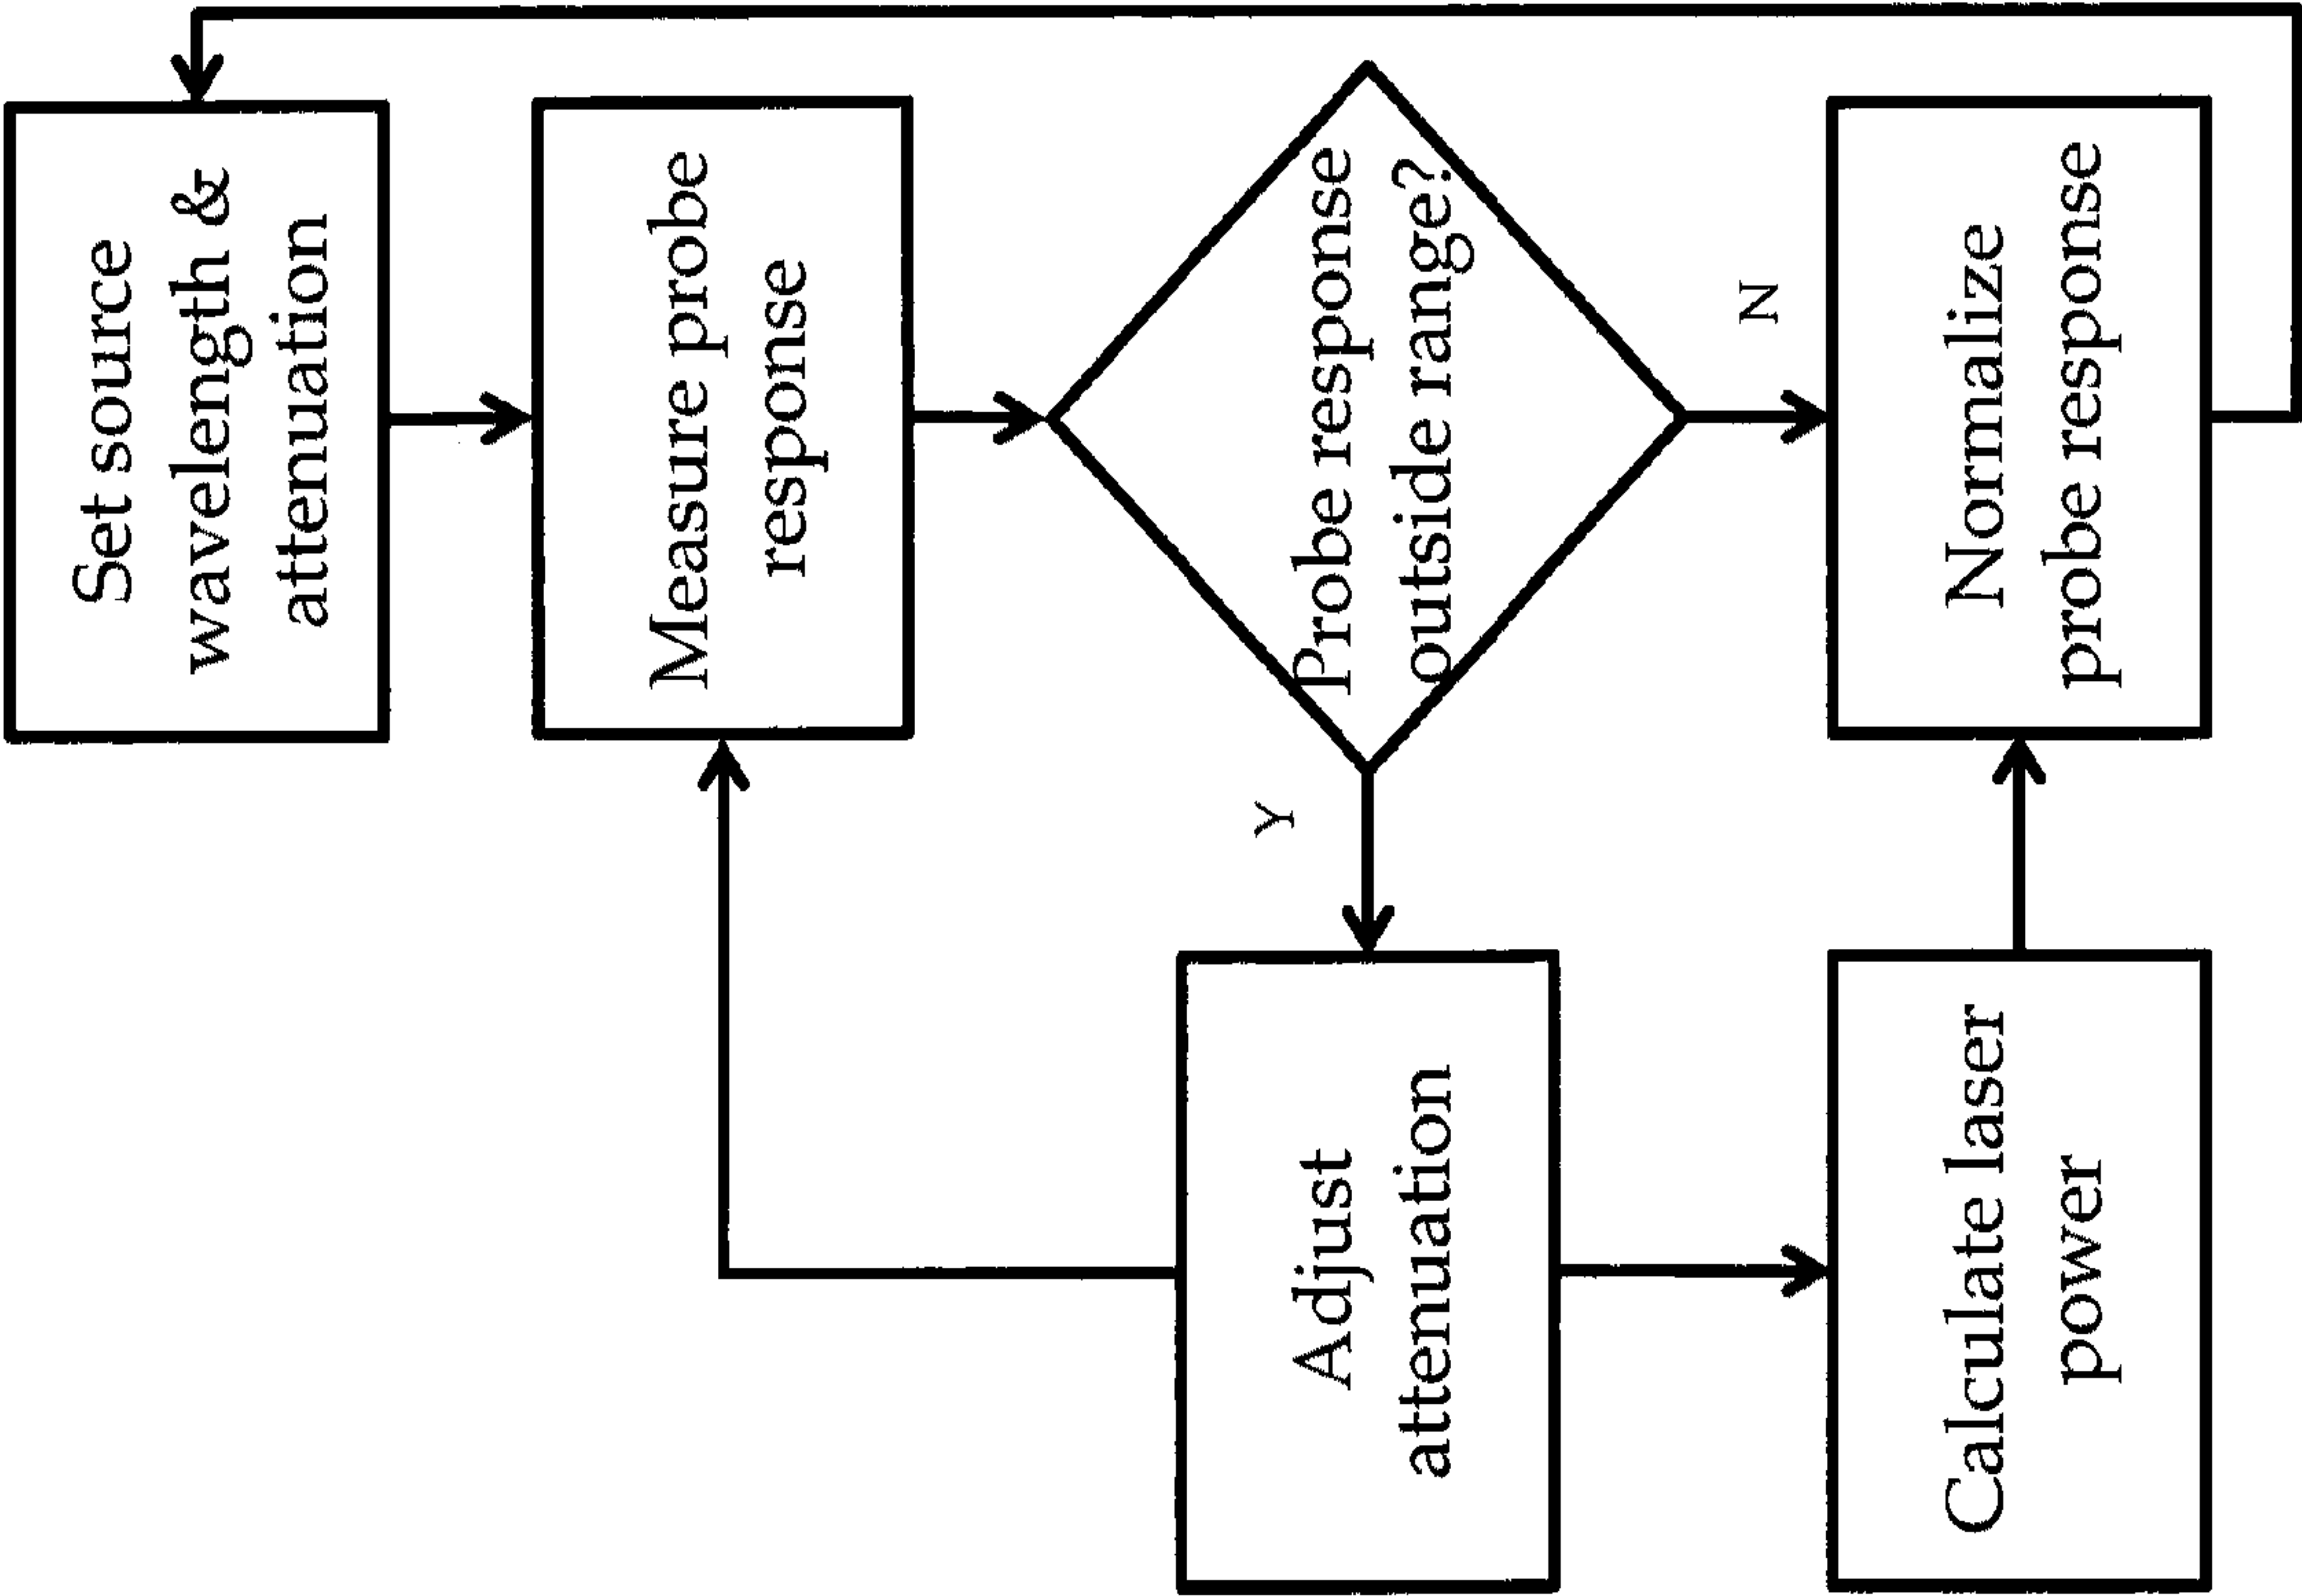 Set source
wavelength &
attenuation
Measure probe
response
Probe response
outside range?
Y
N
Adjust
attenuation
Normalize
probe response
Calculate laser
power